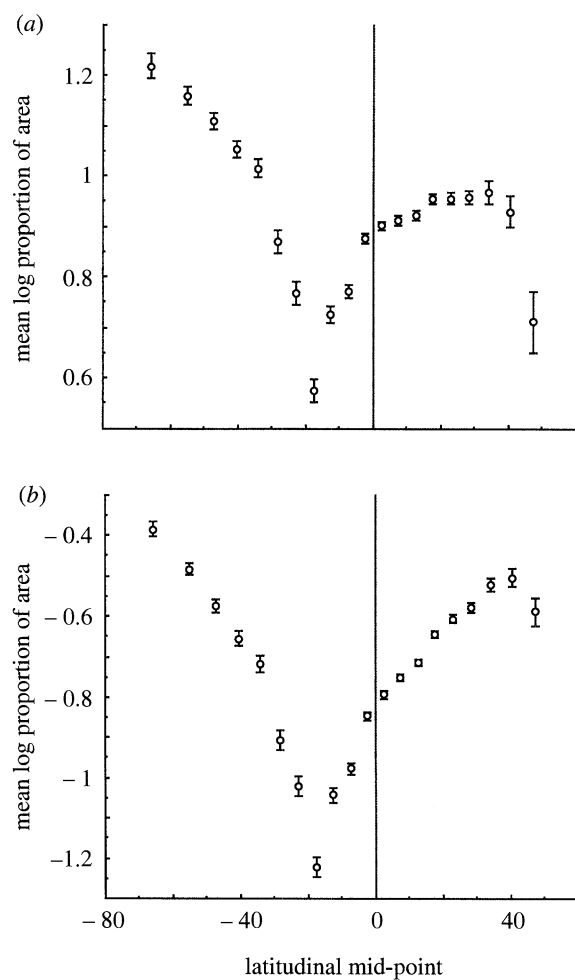 (a)
1.2
1
0.8
0.6
mean log proportion of area
(b)
– 0.4
– 0.6
– 0.8
– 1
–1.2
mean log proportion of area
– 80
– 40
0
40
latitudinal mid-point